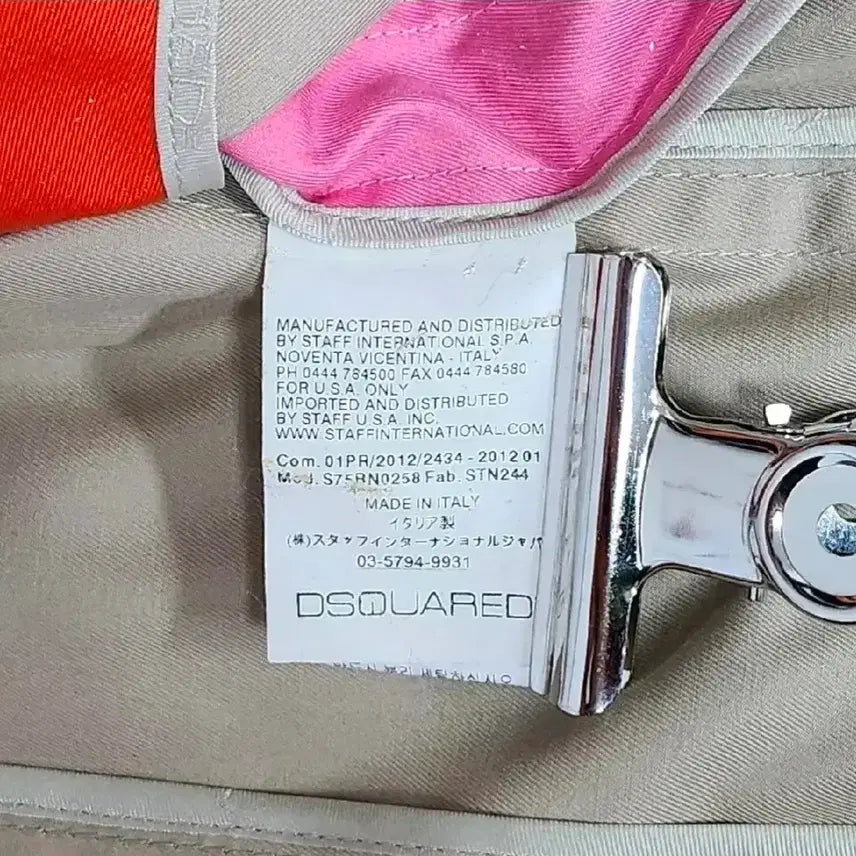 MANUFACTURED AND DISTRIBUTED
BY STAFF INTERNATIONAL S.P.A.
NOVENTA VICENTINA - ITALY
PH 0444 784500 FAX 0444 784580
FOR U.S.A. ONLY
IMPORTED AND DISTRIBUTED
BY STAFF U.S.A. INC.
WWW.STAFFINTERNATIONAL.COM
Com. 01PR/2012/2434 - 2012 01
Mod. S75RN0258 Fab. STN244
MADE IN ITALY
イタリア製
(株)スタッフインターナショナルジャパ
03-5794-9931
DSQUARED